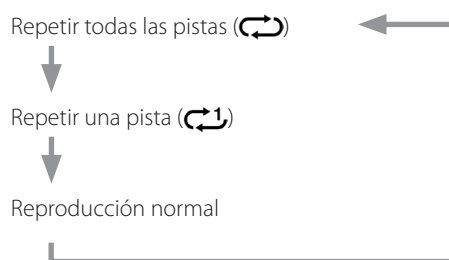 Repetir todas las pistas ()
Repetir una pista (1)
Reproducción normal